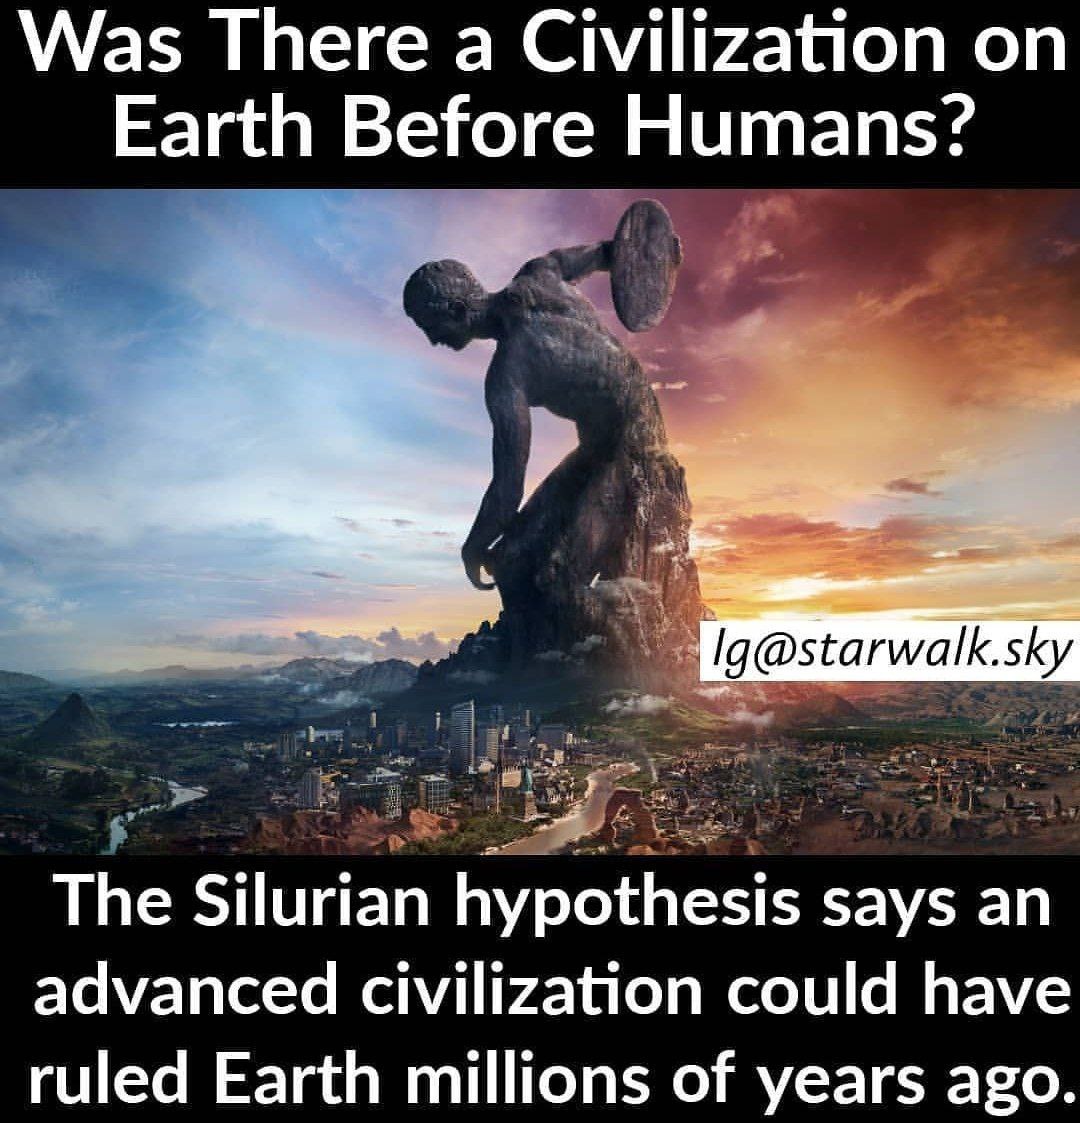 Was There a Civilization on
Earth Before Humans?
Ig@starwalk.sky
The Silurian hypothesis says an
advanced civilization could have
ruled Earth millions of years ago.